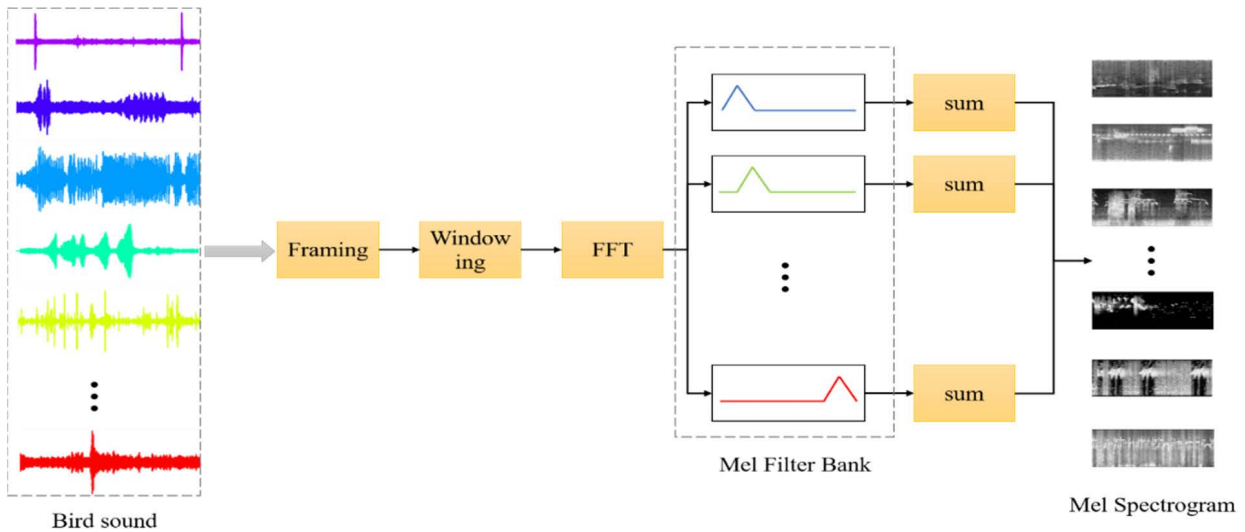 sum
sum
Framing
Window
ing
FFT
sum
Mel Filter Bank
Mel Spectrogram
Bird sound